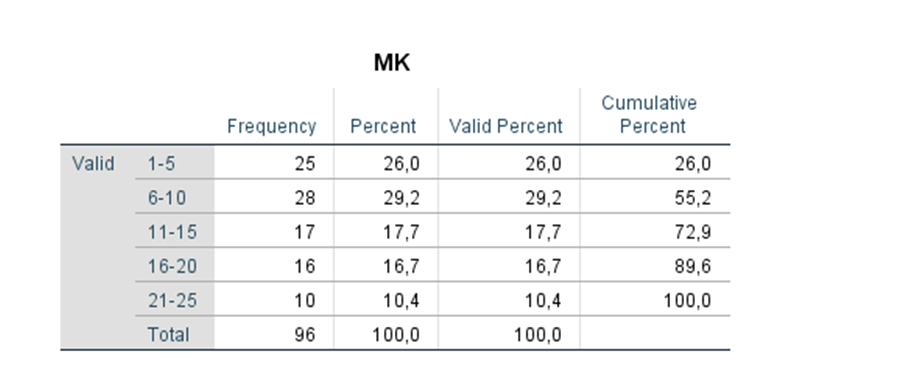 MK
Frequency Percent Valid Percent Cumulative Percent
Valid 1-5 25 26,0 26,0 26,0
6-10 28 29,2 29,2 55,2
11-15 17 17,7 17,7 72,9
16-20 16 16,7 16,7 89,6
21-25 10 10,4 10,4 100,0
Total 96 100,0 100,0